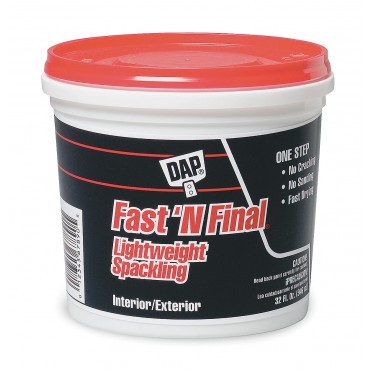 DAP®
Fast 'N Final
Lightweight
Spackling
Interior/Exterior
ONE STEP
• No Cracking
• No Sanding
• Fast Drying
CAUTION:
32 Fl. Oz.